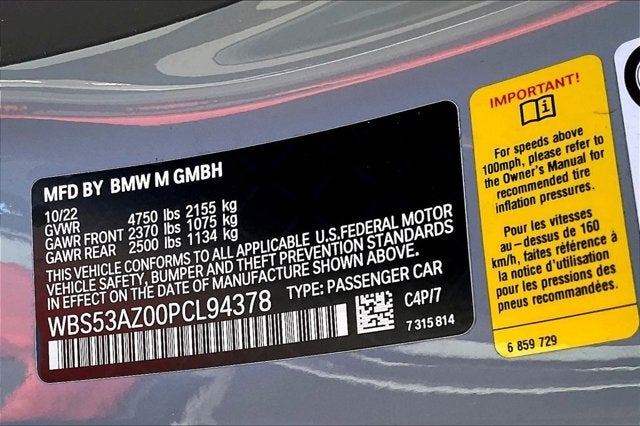 MFD BY BMW M GMBH
10/22
GVWR 4750 lbs 2155 kg
GAWR FRONT 2370 lbs 1075 kg
GAWR REAR 2500 lbs 1134 kg
THIS VEHICLE CONFORMS TO ALL APPLICABLE U.S.FEDERAL MOTOR
VEHICLE SAFETY, BUMPER AND THEFT PREVENTION STANDARDS
IN EFFECT ON THE DATE OF MANUFACTURE SHOWN ABOVE.
WBS53AZ00PCL94378 TYPE: PASSENGER CAR
C4P/7
7 315 814
IMPORTANT!
i
For speeds above
100mph, please refer to
the Owner's Manual for
recommended tire
inflation pressures.
Pour les vitesses
au-dessus de 160
km/h, faites référence à
la notice d'utilisation
pour les pressions des
pneus recommandées.
6 859 729